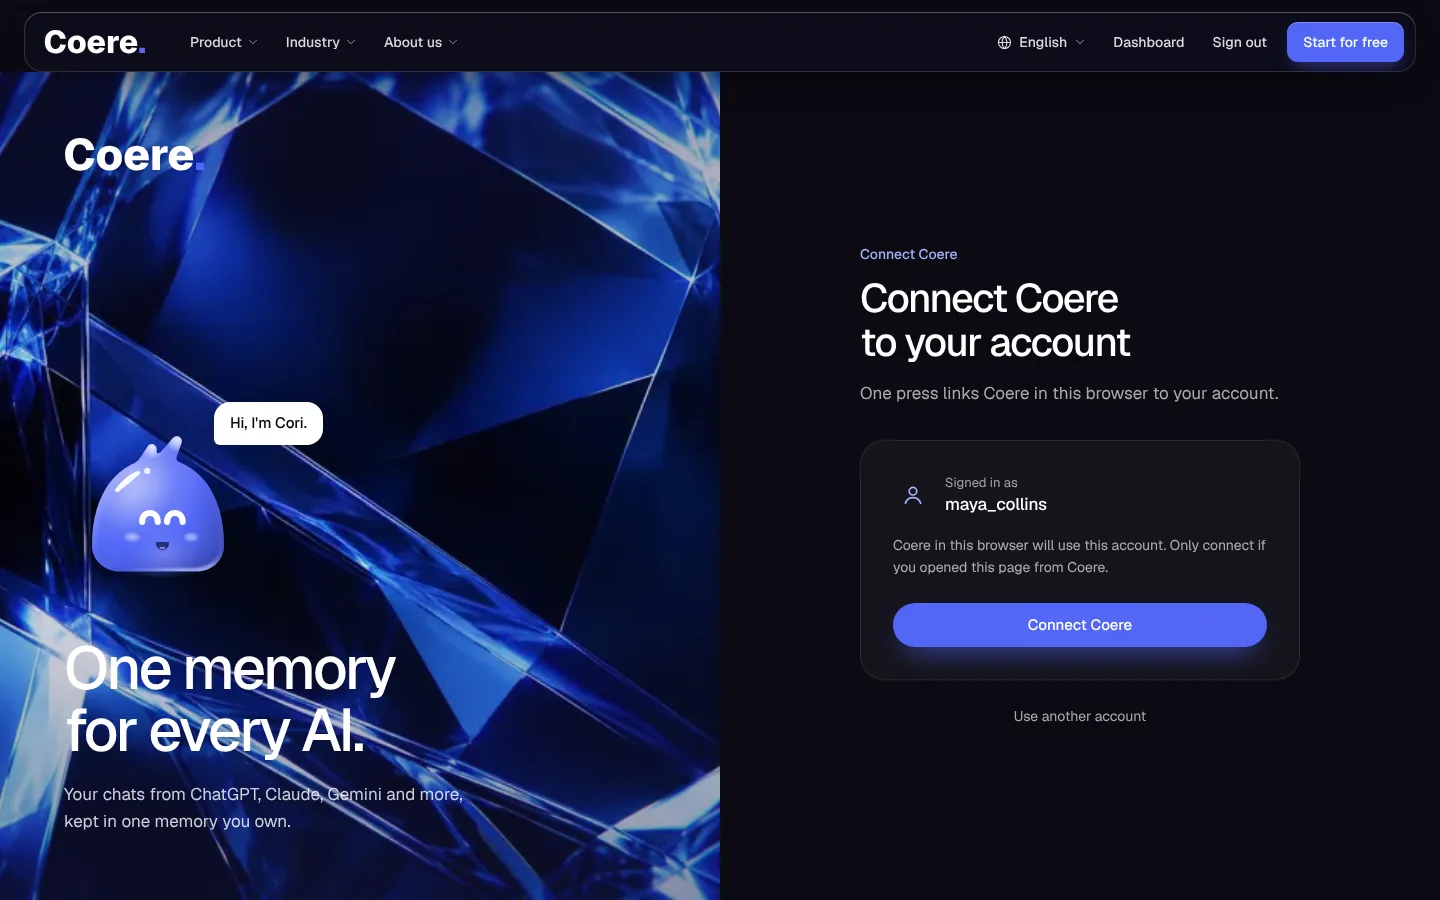 Coere.
Product
Industry
About us
English
Dashboard
Sign out
Start for free
Coere.
Hi, I'm Cori.
One memory
for every AI.
Your chats from ChatGPT, Claude, Gemini and more,
kept in one memory you own.
Connect Coere
Connect Coere
to your account
One press links Coere in this browser to your account.
Signed in as
maya_collins
Coere in this browser will use this account. Only connect if
you opened this page from Coere.
Connect Coere
Use another account